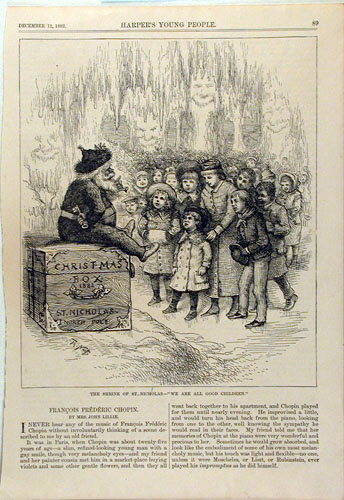 DECEMBER 12, 1882.
HARPER'S YOUNG PEOPLE.
89
CHRISTMAS
BOX
1882
ST. NICHOLAS
NORTH POLE
Th. Nast
THE SHRINE OF ST. NICHOLAS—"WE ARE ALL GOOD CHILDREN."
FRANÇOIS FRÉDÉRIC CHOPIN.
BY MRS. JOHN LILLIE.
I NEVER hear any of the music of François Frédéric
Chopin without involuntarily thinking of a scene de-
scribed to me by an old friend.
It was in Paris, when Chopin was about twenty-five
years of age—a slim, refined-looking young man with a
gay smile, though very melancholy eyes—and my friend
and her pianist cousin met him in a market-place buying
violets and some other gentle flowers, and then they all
went back together to his apartment, and Chopin played
for them until nearly evening. He improvised a little,
and would turn his head back from the piano, looking
from one to the other, well knowing the sympathy he
would read in their faces. My friend told me that her
memories of Chopin at the piano were very wonderful and
precious to her. Sometimes he would grow absorbed, and
look like the embodiment of some of his own most melan-
choly music, but his touch was light and flexible—no one,
unless it were Moscheles, or Liszt, or Rubinstein, ever
played his impromptus as he did himself.